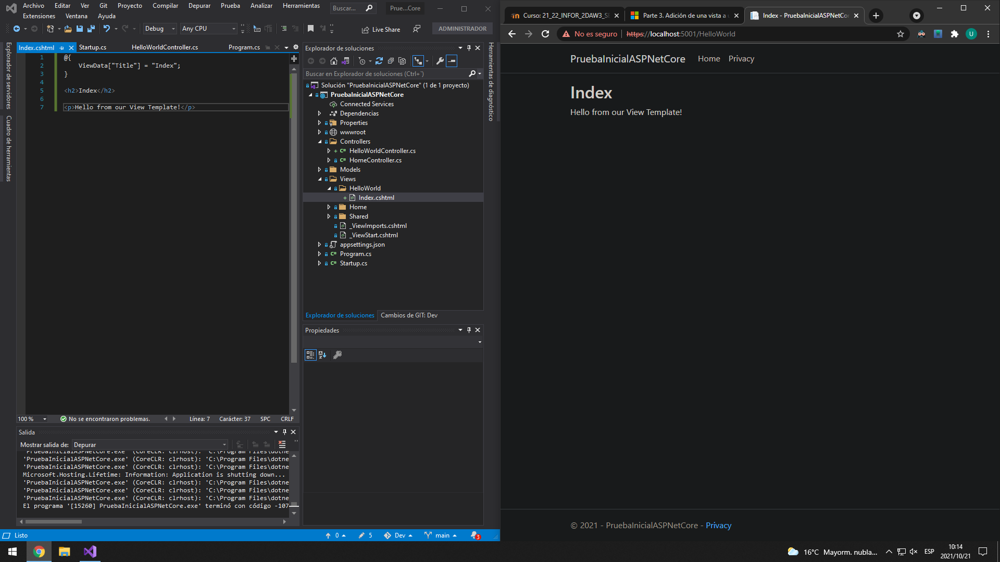 Archivo Editar Ver Git Proyecto Compilar Depurar Prueba Analizar Herramientas Buscar... Prue...Core
Extensiones Ventana Ayuda
Debug Any CPU Live Share ADMINISTRADOR
Explorador de servidores
Cuadro de herramientas
Index.cshtml Startup.cs HelloWorldController.cs Program.cs
1 @{
2 ViewData["Title"] = "Index";
3 }
4
5 <h2>Index</h2>
6
7 <p>Hello from our View Template!</p>
100 % No se encontraron problemas. Línea: 7 Carácter: 37 SPC CRLF
Salida
Mostrar salida de: Depurar
'PruebaInicialASPNetCore.exe' (CoreCLR: clrhost): 'C:\Program Files\dotne
'PruebaInicialASPNetCore.exe' (CoreCLR: clrhost): 'C:\Program Files\dotne
'PruebaInicialASPNetCore.exe' (CoreCLR: clrhost): 'C:\Program Files\dotne
Microsoft.Hosting.Lifetime: Information: Application is shutting down...
'PruebaInicialASPNetCore.exe' (CoreCLR: clrhost): 'C:\Program Files\dotne
'PruebaInicialASPNetCore.exe' (CoreCLR: clrhost): 'C:\Program Files\dotne
'PruebaInicialASPNetCore.exe' (CoreCLR: clrhost): 'C:\Program Files\dotne
El programa '[15260] PruebaInicialASPNetCore.exe' terminó con código -107
Explorador de soluciones
Buscar en Explorador de soluciones (Ctrl+`)
Solución "PruebaInicialASPNetCore" (1 de 1 proyecto)
PruebaInicialASPNetCore
Connected Services
Dependencias
Properties
wwwroot
Controllers
C# HelloWorldController.cs
C# HomeController.cs
Models
Views
HelloWorld
Index.cshtml
Home
Shared
_ViewImports.cshtml
_ViewStart.cshtml
appsettings.json
C# Program.cs
C# Startup.cs
Explorador de soluciones Cambios de GIT: Dev
Propiedades
Herramientas de diagnóstico
Listo 0 5 Dev main 3
Curso: 21_22_INFOR_2DAW3_SE Parte 3. Adición de una vista a u Index - PruebaInicialASPNetCor
No es seguro https://localhost:5001/HelloWorld U
PruebaInicialASPNetCore Home Privacy
Index
Hello from our View Template!
© 2021 - PruebaInicialASPNetCore - Privacy
16°C Mayorm. nubla... ESP 10:14
2021/10/21